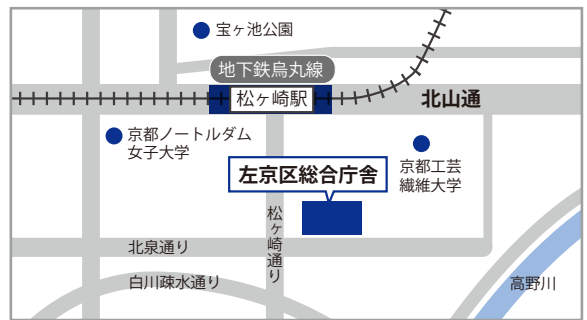 宝ヶ池公園
地下鉄烏丸線
松ヶ崎駅
北山通
京都ノートルダム
女子大学
京都工芸
繊維大学
左京区総合庁舎
松ヶ崎通り
北泉通り
白川疎水通り
高野川